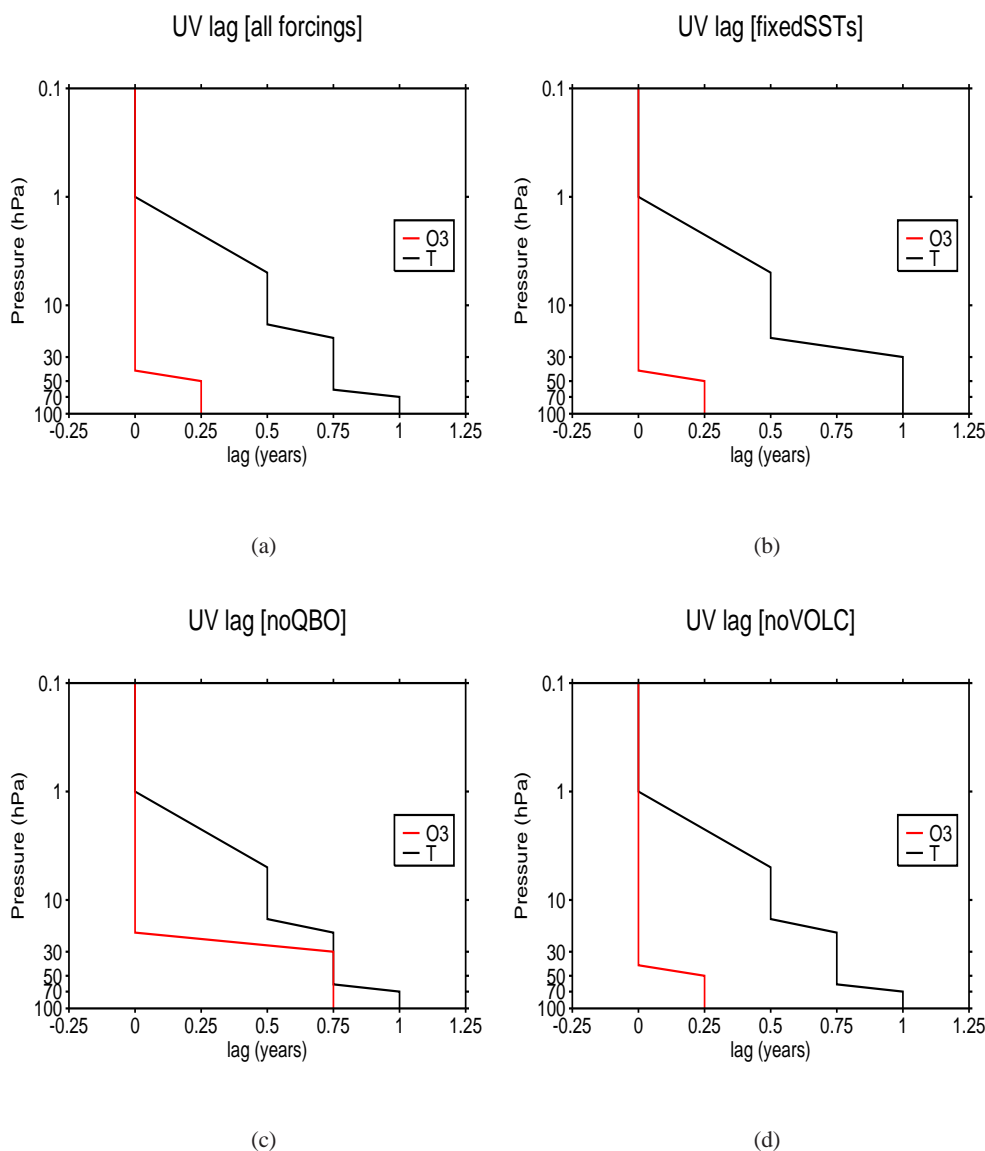 UV lag [all forcings]
0.1
1
10
30
50
70
100
-0.25 0 0.25 0.5 0.75 1 1.25
Pressure (hPa)
lag (years)
O3
T
(a)
UV lag [fixedSSTs]
0.1
1
10
30
50
70
100
-0.25 0 0.25 0.5 0.75 1 1.25
Pressure (hPa)
lag (years)
O3
T
(b)
UV lag [noQBO]
0.1
1
10
30
50
70
100
-0.25 0 0.25 0.5 0.75 1 1.25
Pressure (hPa)
lag (years)
O3
T
(c)
UV lag [noVOLC]
0.1
1
10
30
50
70
100
-0.25 0 0.25 0.5 0.75 1 1.25
Pressure (hPa)
lag (years)
O3
T
(d)